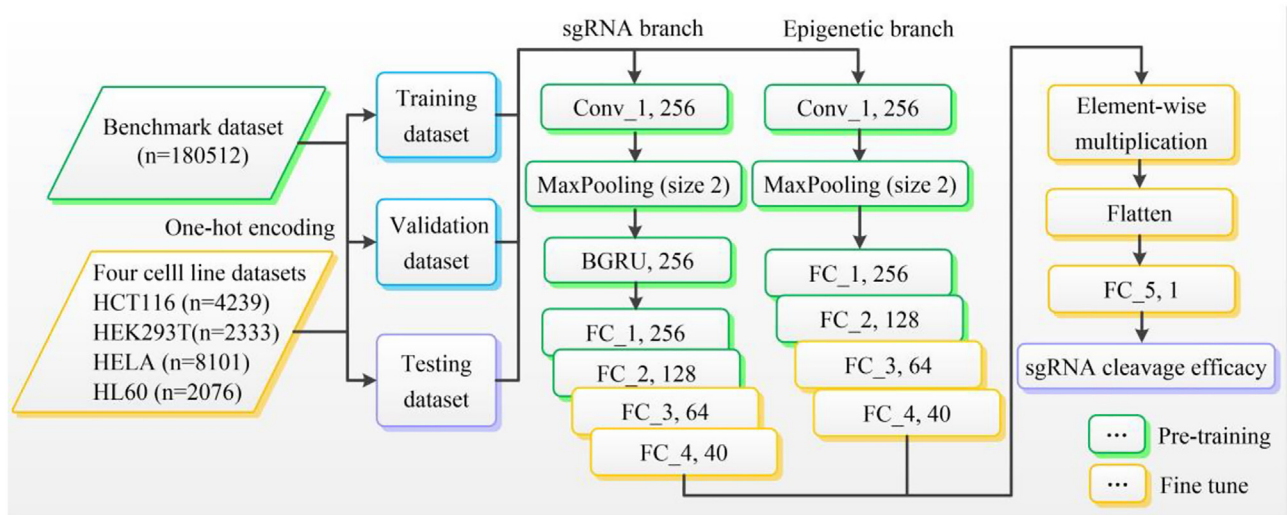 sgRNA branch
Epigenetic branch
Benchmark dataset
(n=180512)
One-hot encoding
Four celll line datasets
HCT116 (n=4239)
HEK293T(n=2333)
HELA (n=8101)
HL60 (n=2076)
Training
dataset
Validation
dataset
Testing
dataset
Conv_1, 256
MaxPooling (size 2)
BGRU, 256
FC_1, 256
FC_2, 128
FC_3, 64
FC_4, 40
Conv_1, 256
MaxPooling (size 2)
FC_1, 256
FC_2, 128
FC_3, 64
FC_4, 40
Element-wise
multiplication
Flatten
FC_5, 1
sgRNA cleavage efficacy
... Pre-training
... Fine tune